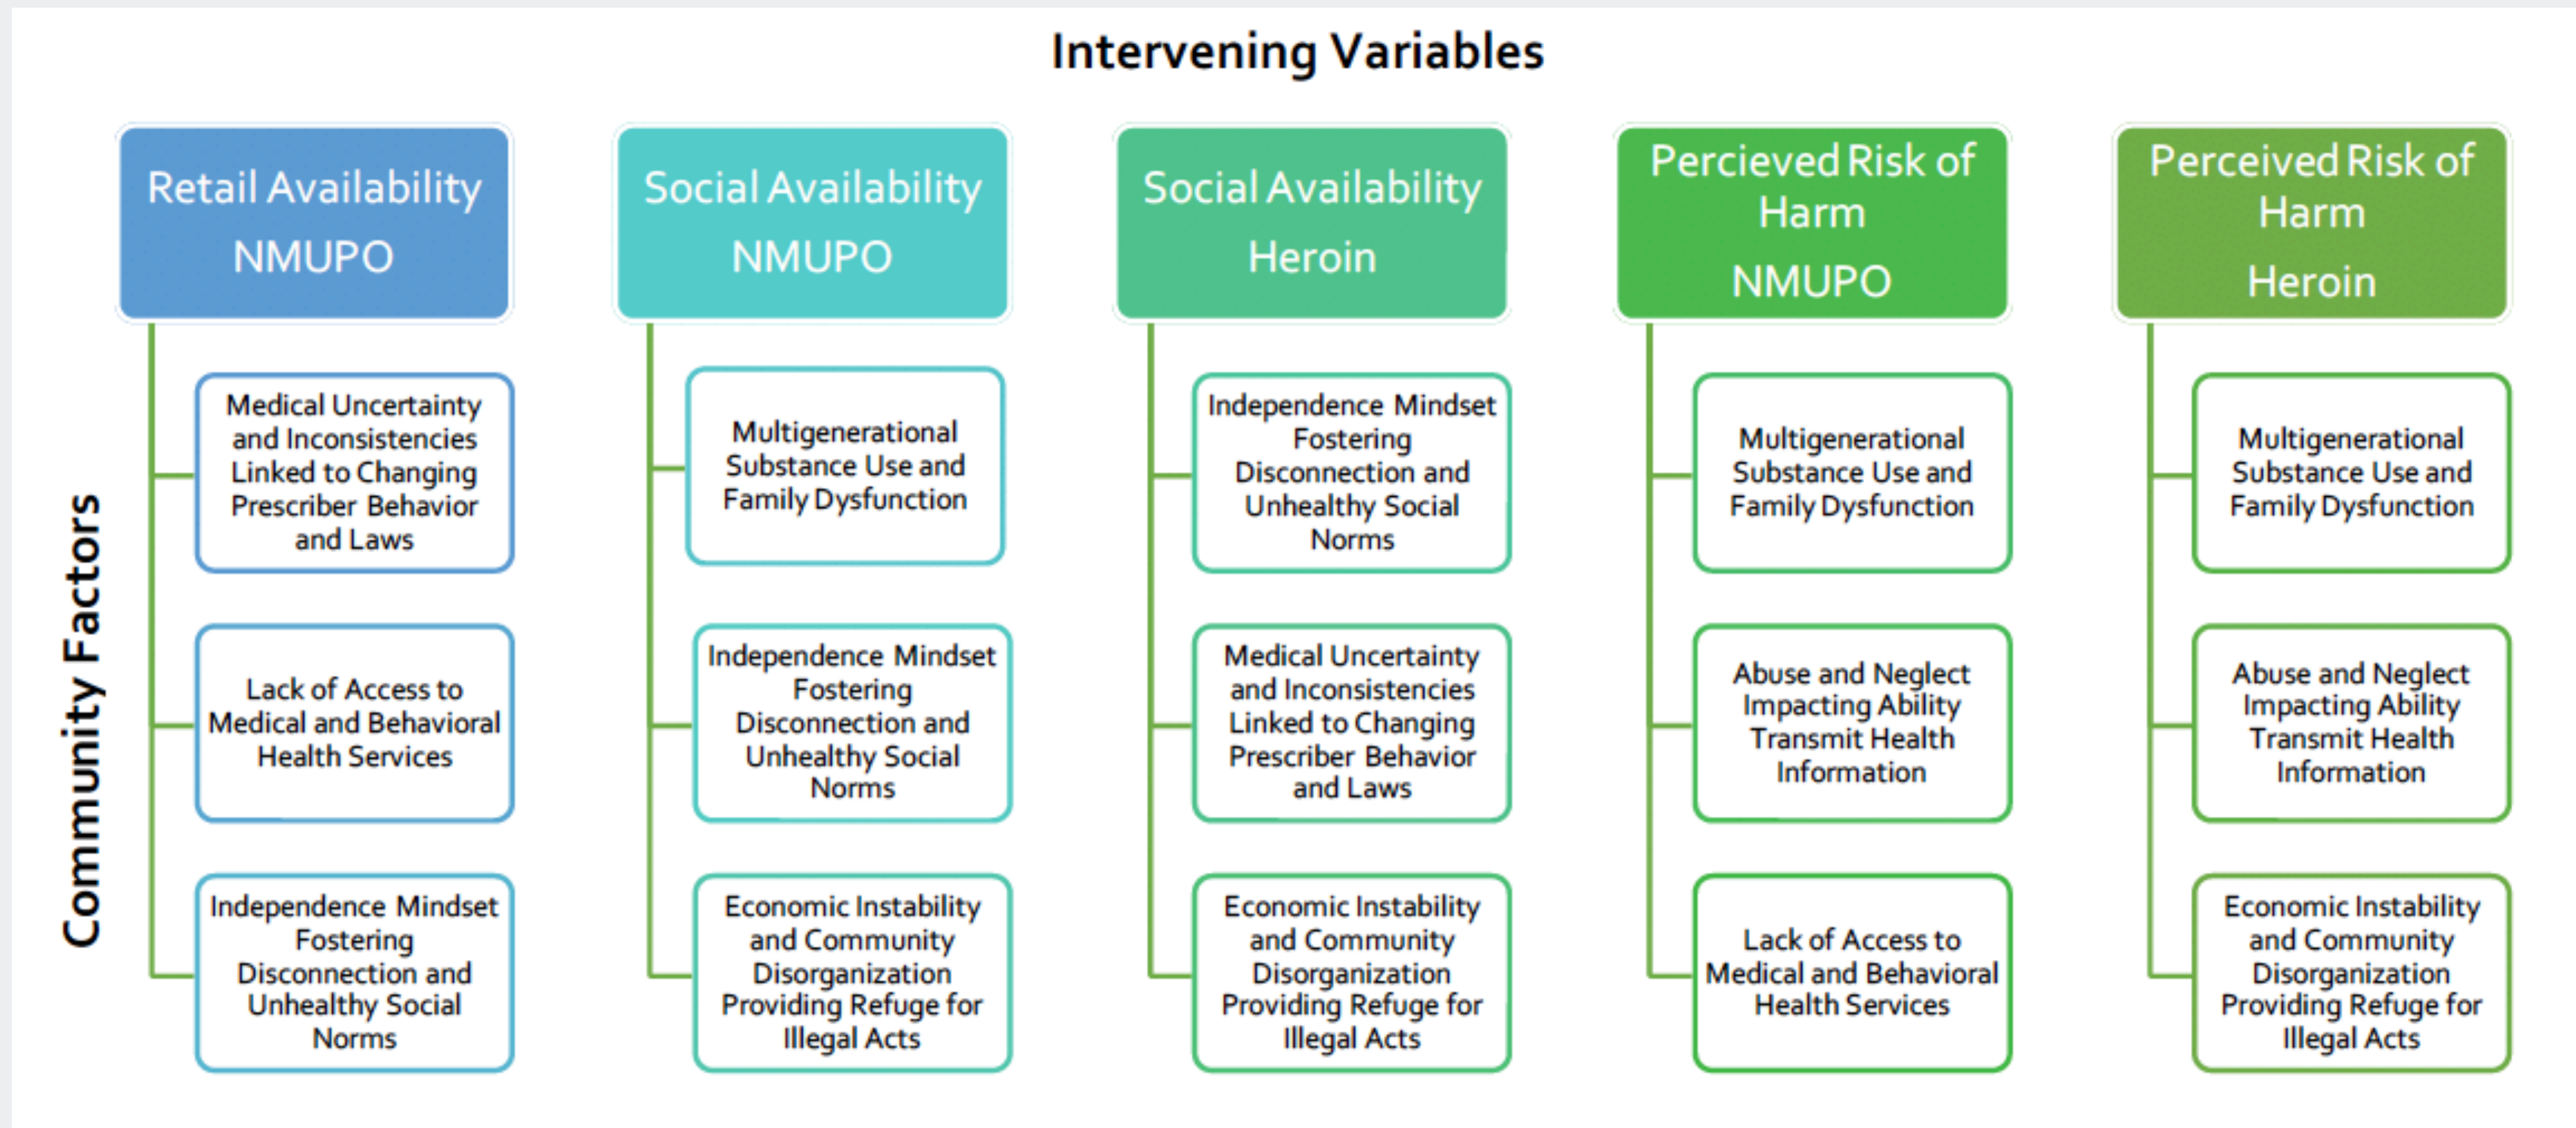 Intervening Variables
Community Factors
Retail Availability
NMUPO
Medical Uncertainty
and Inconsistencies
Linked to Changing
Prescriber Behavior
and Laws
Lack of Access to
Medical and Behavioral
Health Services
Independence Mindset
Fostering
Disconnection and
Unhealthy Social
Norms
Social Availability
NMUPO
Multigenerational
Substance Use and
Family Dysfunction
Independence Mindset
Fostering
Disconnection and
Unhealthy Social
Norms
Economic Instability
and Community
Disorganization
Providing Refuge for
Illegal Acts
Social Availability
Heroin
Independence Mindset
Fostering
Disconnection and
Unhealthy Social
Norms
Medical Uncertainty
and Inconsistencies
Linked to Changing
Prescriber Behavior
and Laws
Economic Instability
and Community
Disorganization
Providing Refuge for
Illegal Acts
Percieved Risk of
Harm
NMUPO
Multigenerational
Substance Use and
Family Dysfunction
Abuse and Neglect
Impacting Ability
Transmit Health
Information
Lack of Access to
Medical and Behavioral
Health Services
Perceived Risk of
Harm
Heroin
Multigenerational
Substance Use and
Family Dysfunction
Abuse and Neglect
Impacting Ability
Transmit Health
Information
Economic Instability
and Community
Disorganization
Providing Refuge for
Illegal Acts